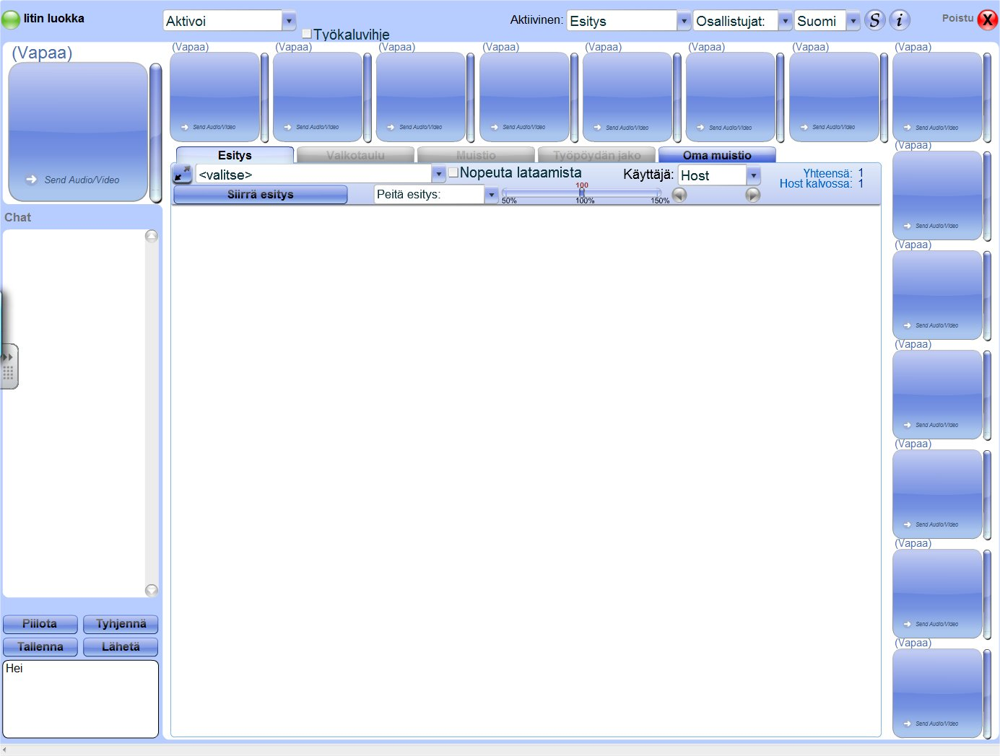 Iitin luokka
Aktivoi
Työkaluvihje
Aktiivinen: Esitys
Osallistujat:
Suomi
S
i
Poistu X
(Vapaa)
Send Audio/Video
(Vapaa) (Vapaa) (Vapaa) (Vapaa) (Vapaa) (Vapaa) (Vapaa) (Vapaa)
Send Audio/Video Send Audio/Video Send Audio/Video Send Audio/Video Send Audio/Video Send Audio/Video Send Audio/Video Send Audio/Video
Esitys Valkotaulu Muistio Työpöydän jako Oma muistio
<valitse> Nopeuta lataamista Käyttäjä: Host Yhteensä: 1
Host kalvossa: 1
Siirrä esitys Peitä esitys: 100
50% 100% 150%
Chat
Piilota Tyhjennä
Tallenna Lähetä
Hei
(Vapaa)
Send Audio/Video
(Vapaa)
Send Audio/Video
(Vapaa)
Send Audio/Video
(Vapaa)
Send Audio/Video
(Vapaa)
Send Audio/Video
(Vapaa)
Send Audio/Video